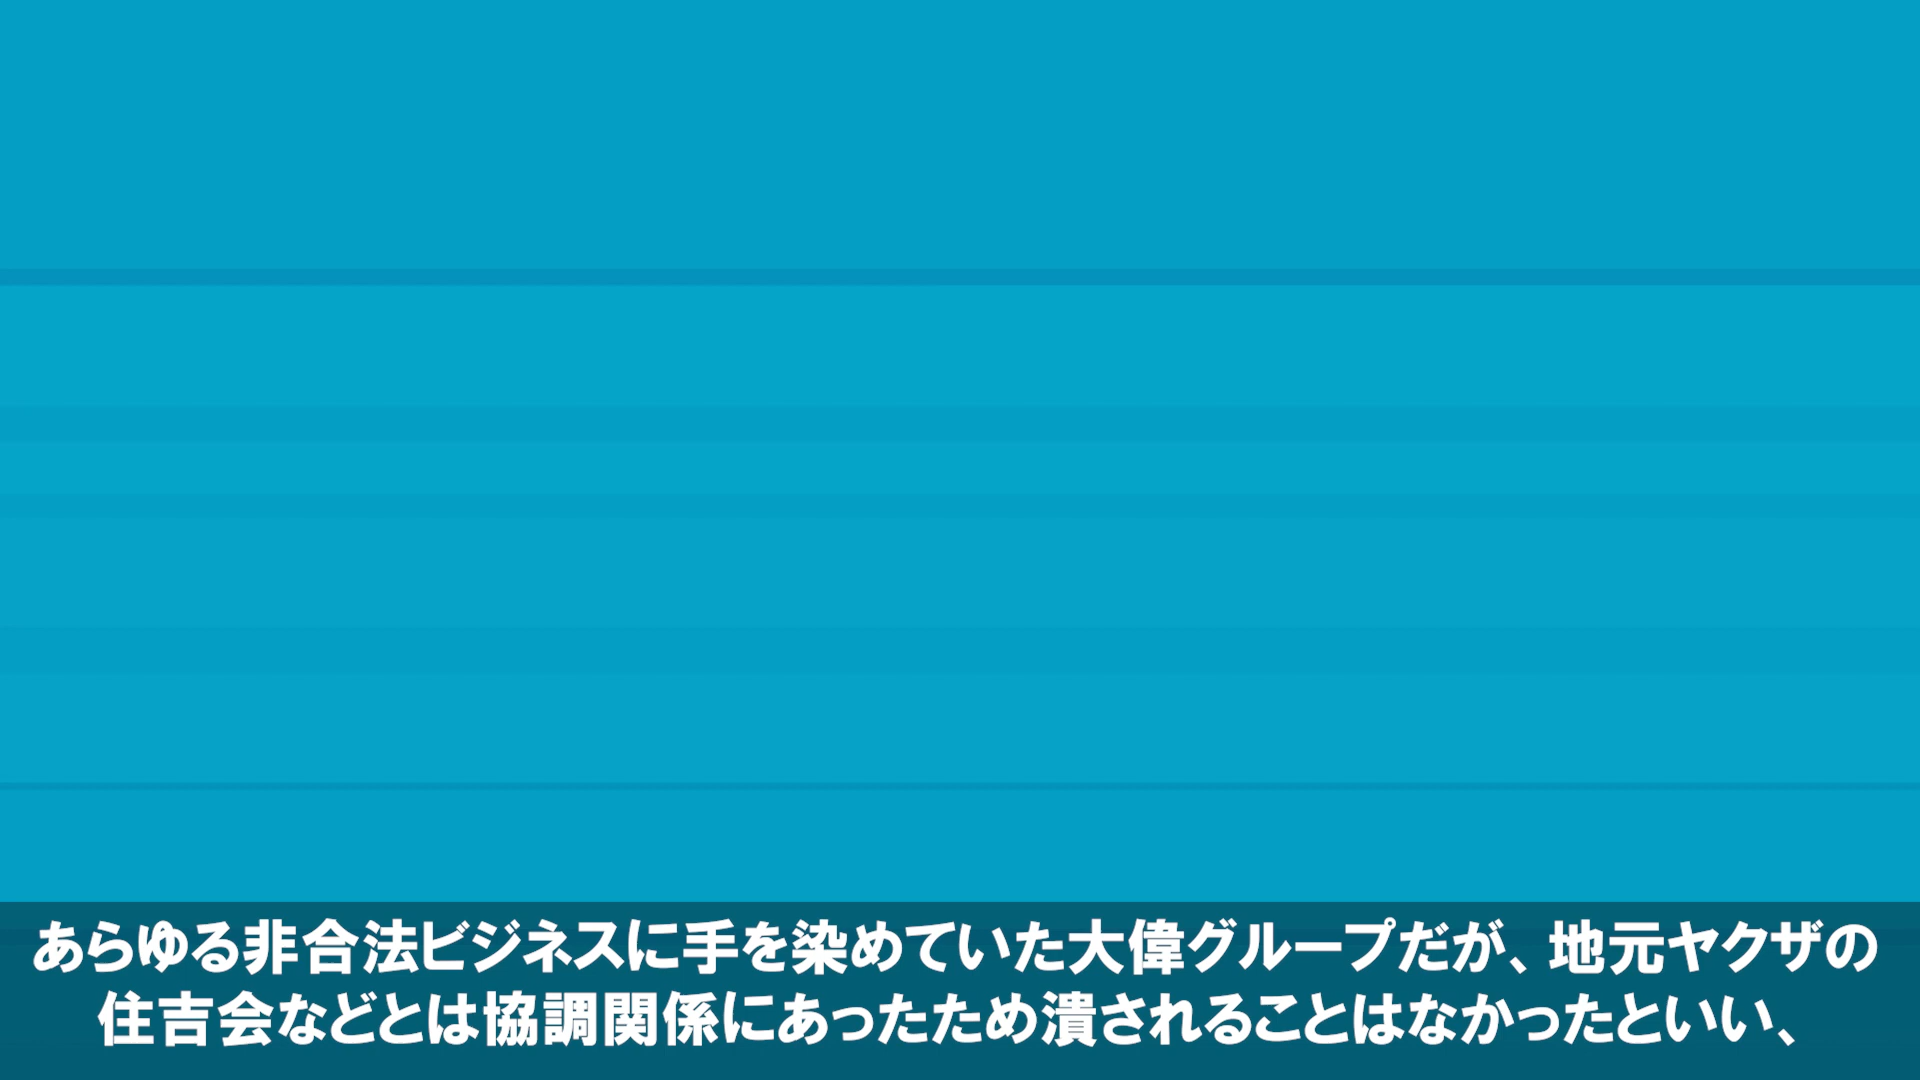 あらゆる非合法ビジネスに手を染めていた大偉グループだが、地元ヤクザの
住吉会などとは協調関係にあったため潰されることはなかったといい、